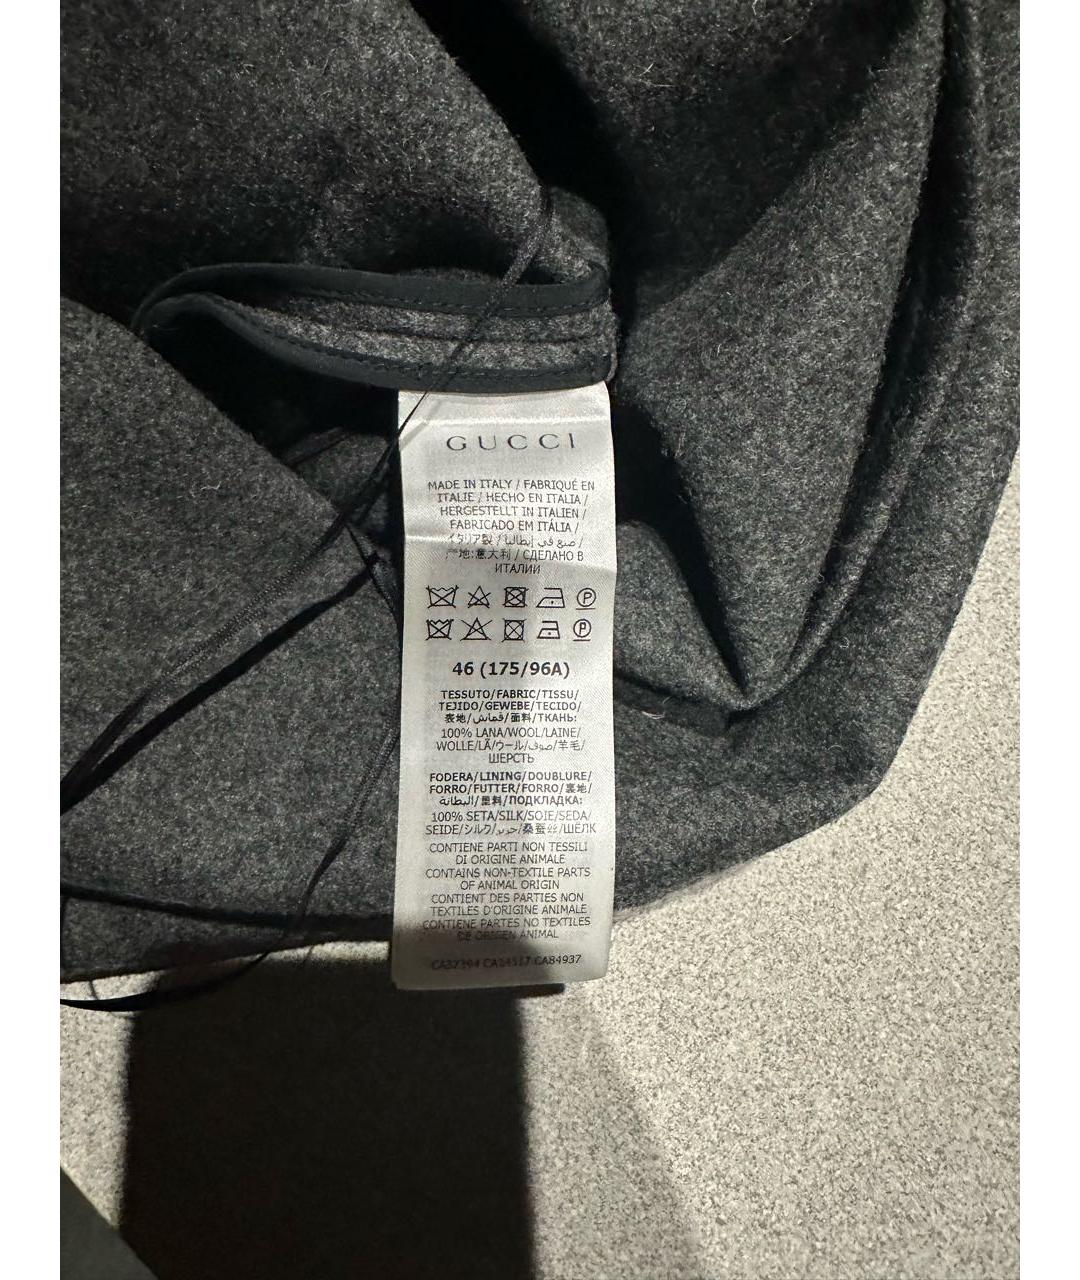 GUCCI
MADE IN ITALY / FABRIQUÉ EN
ITALIE / HECHO EN ITALIA /
HERGESTELLT IN ITALIEN /
FABRICADO EM ITÁLIA /
イタリア製 / صنع في إيطاليا /
产地:意大利 / СДЕЛАНО В
ИТАЛИИ
46 (175/96A)
TESSUTO/FABRIC/TISSU/
TEJIDO/GEWEBE/TECIDO/
表地/قماش/面料/ТКАНЬ:
100% LANA/WOOL/LAINE/
WOLLE/LÃ/ウール/صوف/羊毛/
ШЕРСТЬ
FODERA/LINING/DOUBLURE/
FORRO/FUTTER/FORRO/裏地/
البطانة/里料/ПОДКЛАДКА:
100% SETA/SILK/SOIE/SEDA/
SEIDE/シルク/حرير/桑蚕丝/ШЁЛК
CONTIENE PARTI NON TESSILI
DI ORIGINE ANIMALE
CONTAINS NON-TEXTILE PARTS
OF ANIMAL ORIGIN
CONTIENT DES PARTIES NON
TEXTILES D'ORIGINE ANIMALE
CONTIENE PARTES NO TEXTILES
DE ORIGEN ANIMAL
CA84937